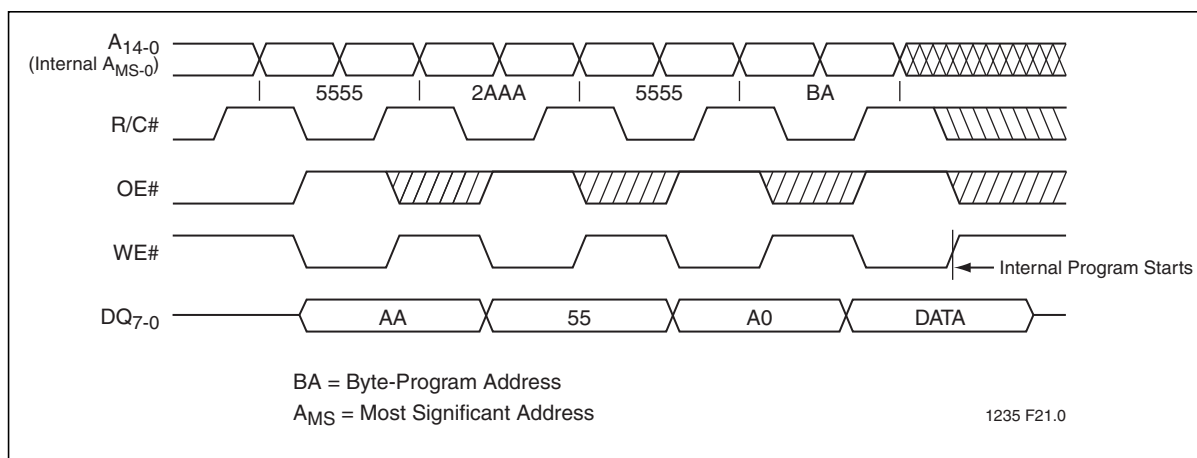 A14-0
(Internal AMS-0)
5555 2AAA 5555 BA
R/C#
OE#
WE#
Internal Program Starts
DQ7-0
AA 55 A0 DATA
BA = Byte-Program Address
AMS = Most Significant Address
1235 F21.0